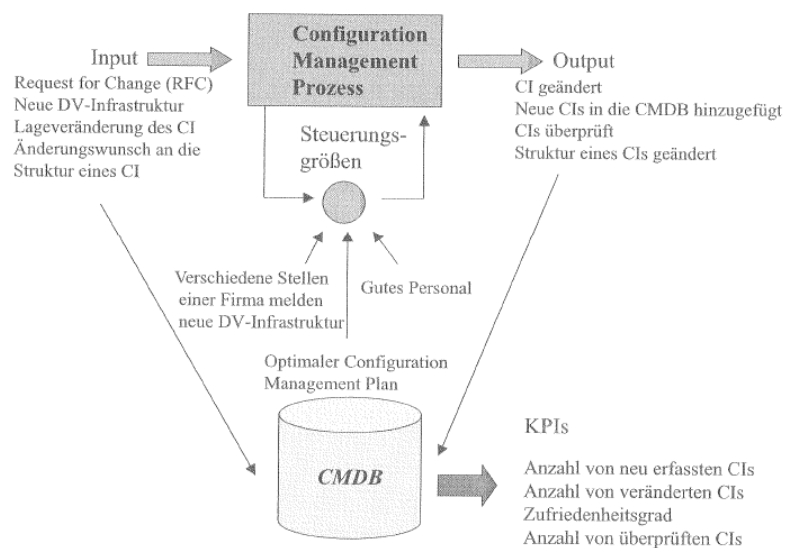 Configuration
Management
Prozess
Input
Request for Change (RFC)
Neue DV-Infrastruktur
Lageveränderung des CI
Änderungswunsch an die
Struktur eines CI
Output
CI geändert
Neue CIs in die CMDB hinzugefügt
CIs überprüft
Struktur eines CIs geändert
Steuerungs-
größen
Verschiedene Stellen
einer Firma melden
neue DV-Infrastruktur
Gutes Personal
Optimaler Configuration
Management Plan
CMDB
KPIs
Anzahl von neu erfassten CIs
Anzahl von veränderten CIs
Zufriedenheitsgrad
Anzahl von überprüften CIs